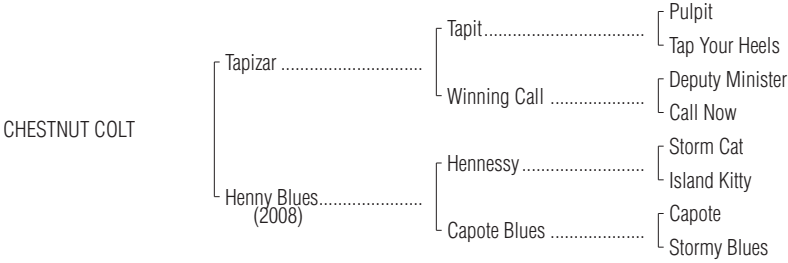 Pulpit
Tapit
Tap Your Heels
Tapizar
Deputy Minister
Winning Call
Call Now
CHESTNUT COLT
Storm Cat
Hennessy
Island Kitty
Henny Blues
(2008)
Capote
Capote Blues
Stormy Blues